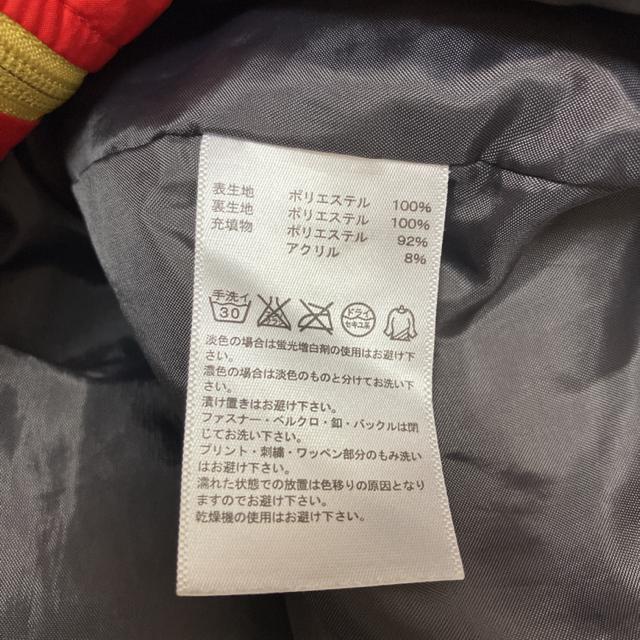 表生地 ポリエステル 100%
裏生地 ポリエステル 100%
充填物 ポリエステル 92%
アクリル 8%
手洗イ 30 ドライ セキユ系
淡色の場合は蛍光増白剤の使用はお避け下
さい。
濃色の場合は淡色のものと分けてお洗い下
さい。
漬け置きはお避け下さい。
ファスナー・ベルクロ・釦・バックルは閉
じてお洗い下さい。
プリント・刺繍・ワッペン部分のもみ洗い
はお避け下さい。
濡れた状態での放置は色移りの原因となり
ますのでお避け下さい。
乾燥機の使用はお避け下さい。